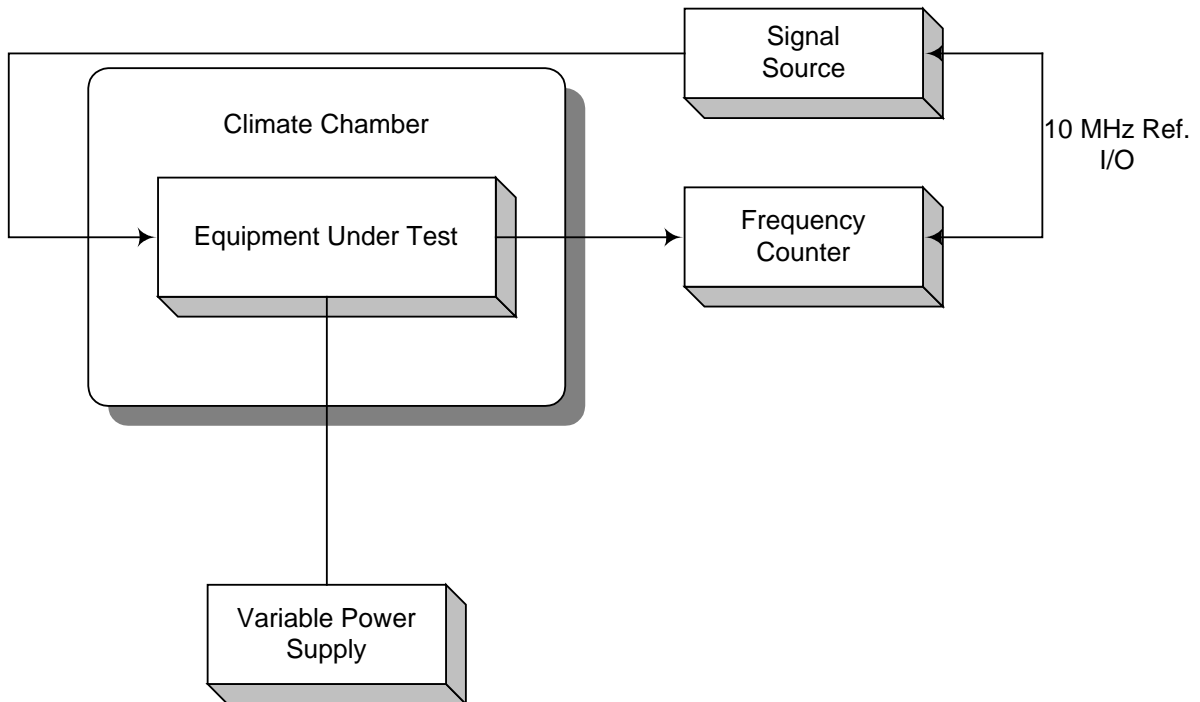 Signal
Source
Climate Chamber
10 MHz Ref.
I/O
Equipment Under Test
Frequency
Counter
Variable Power
Supply